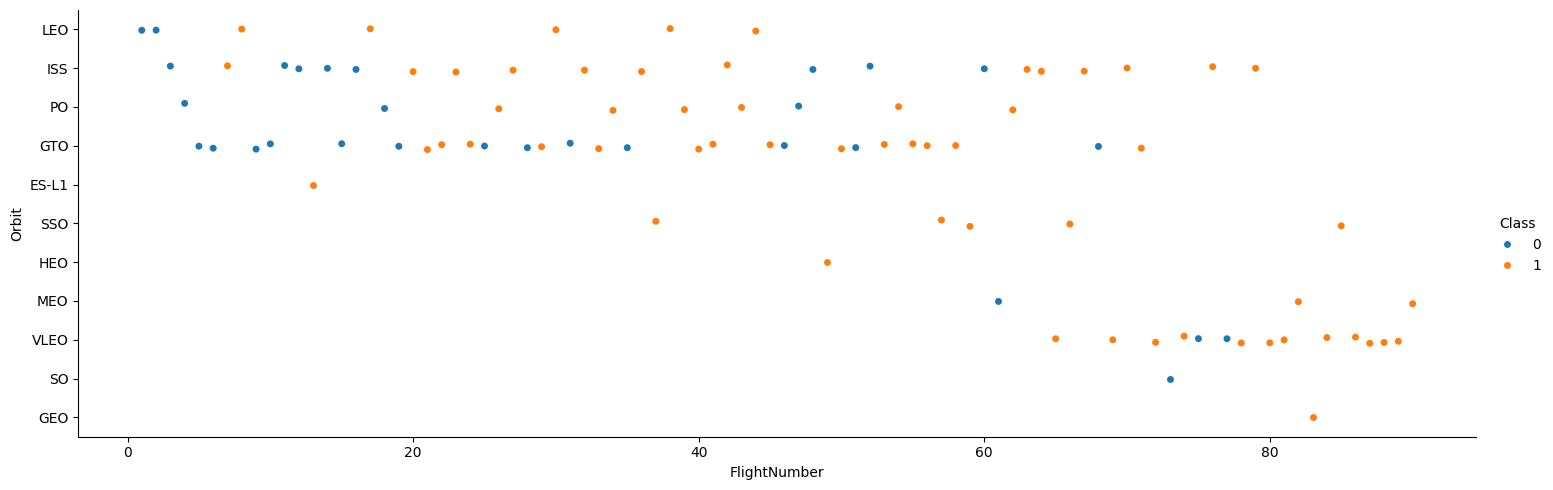 LEO
ISS
PO
GTO
ES-L1
SSO
HEO
MEO
VLEO
SO
GEO
Orbit
0
20
40
60
80
FlightNumber
Class
0
1